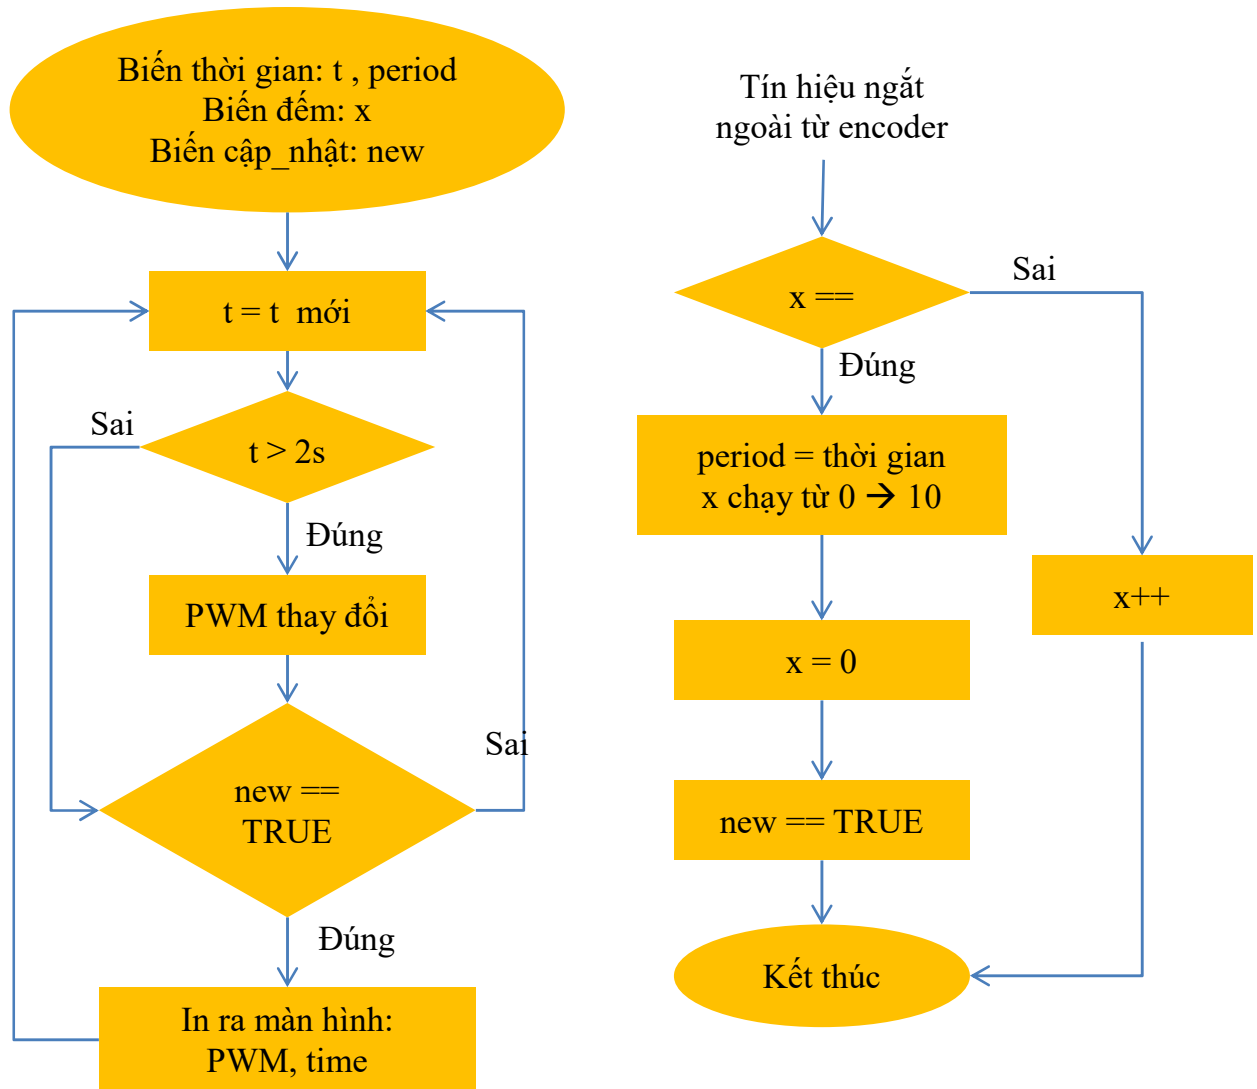 Biến thời gian: t , period
Biến đếm: x
Biến cập_nhật: new
t = t  mới
Sai
t > 2s
Đúng
PWM thay đổi
Sai
new ==
TRUE
Đúng
In ra màn hình:
PWM, time
Tín hiệu ngắt
ngoài từ encoder
x ==
Sai
Đúng
period = thời gian
x chạy từ 0 → 10
x++
x = 0
new == TRUE
Kết thúc